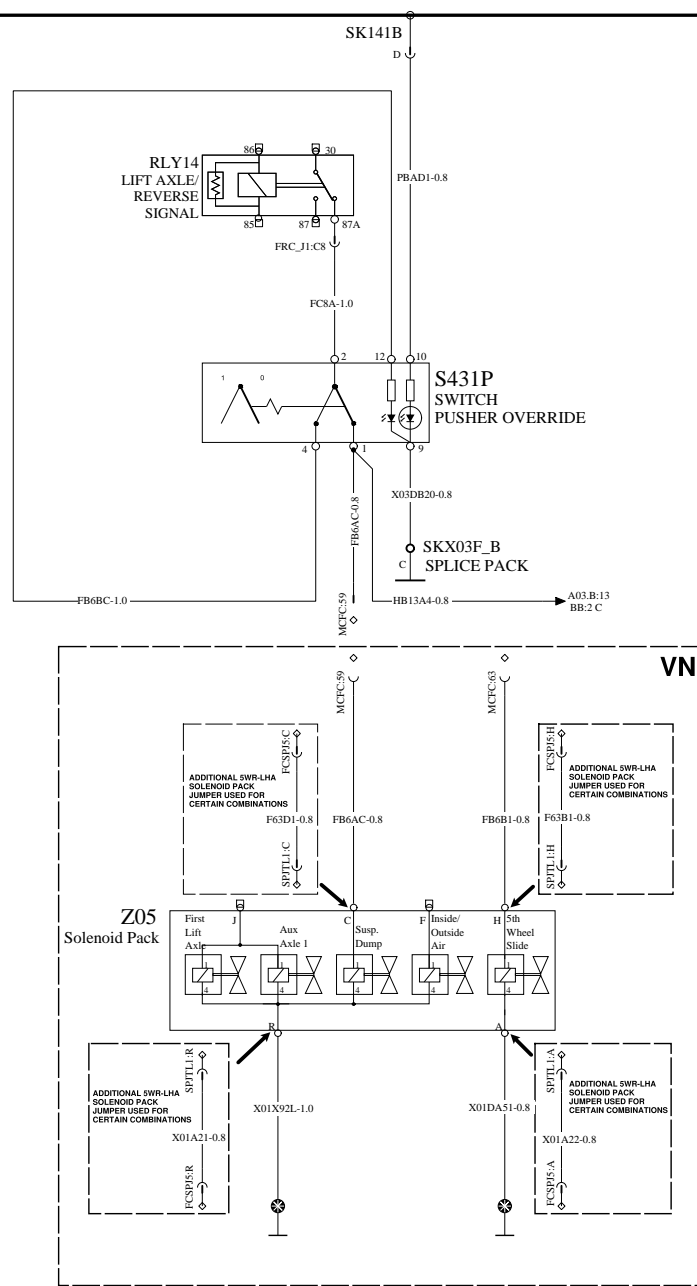 SK141B
D
86
30
RLY14
LIFT AXLE/
REVERSE
SIGNAL
PBAD1-0.8
85
87
87A
FRC_J1:C8
FC8A-1.0
2
12
10
1
0
S431P
SWITCH
PUSHER OVERRIDE
4
1
9
X03DB20-0.8
FB6AC-0.8
SKX03F_B
C
SPLICE PACK
FB6BC-1.0
MCFC:59
HB13A4-0.8
A03.B:13
BB:2 C
VN
MCFC:59
MCFC:63
FCSPJ5:C
FCSPJ5:H
ADDITIONAL 5WR-LHA
SOLENOID PACK
JUMPER USED FOR
CERTAIN COMBINATIONS
ADDITIONAL 5WR-LHA
SOLENOID PACK
JUMPER USED FOR
CERTAIN COMBINATIONS
F63D1-0.8
FB6AC-0.8
FB6B1-0.8
F63B1-0.8
SPJTL1:C
SPJTL1:H
Z05
Solenoid Pack
First
Lift
Axle
J
Aux
Axle 1
C
Susp.
Dump
F
Inside/
Outside
Air
H
5th
Wheel
Slide
1
1
1
1
1
4
4
4
4
4
R
A
SPJTL1:R
SPJTL1:A
ADDITIONAL 5WR-LHA
SOLENOID PACK
JUMPER USED FOR
CERTAIN COMBINATIONS
ADDITIONAL 5WR-LHA
SOLENOID PACK
JUMPER USED FOR
CERTAIN COMBINATIONS
X01A21-0.8
X01X92L-1.0
X01DA51-0.8
X01A22-0.8
FCSPJ5:R
FCSPJ5:A